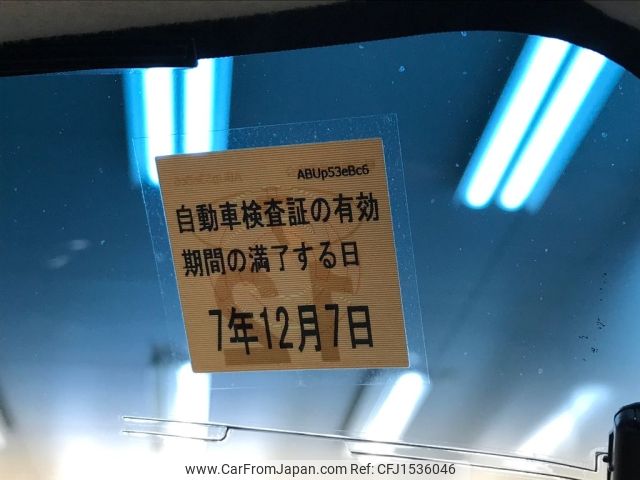 ABUp53eBc6
自動車検査証の有効
期間の満了する日
7年12月7日
www.CarFromJapan.com CFJ1536046